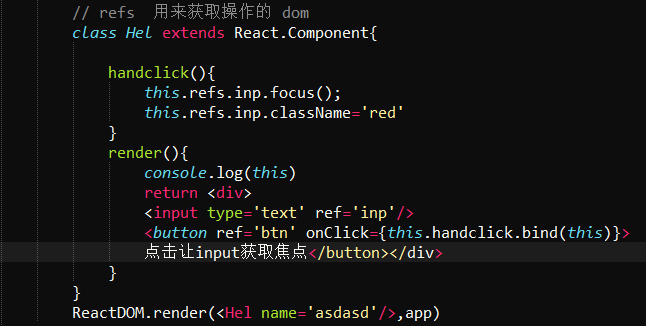 // refs  用来获取操作的 dom
class Hel extends React.Component{
handclick(){
this.refs.inp.focus();
this.refs.inp.className='red'
}
render(){
console.log(this)
return <div>
<input type='text' ref='inp'/>
<button ref='btn' onClick={this.handclick.bind(this)}>
点击让input获取焦点</button></div>
}
}
ReactDOM.render(<Hel name='asdasd'/>,app)